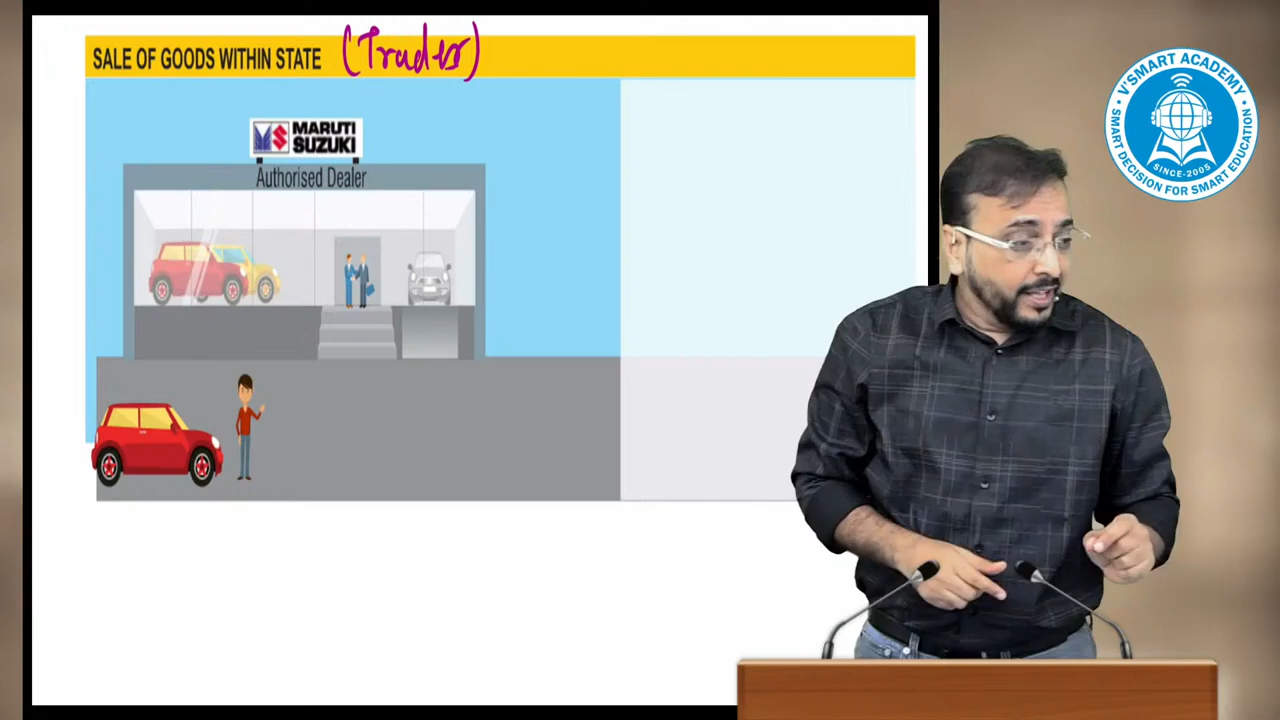 SALE OF GOODS WITHIN STATE (Trader)
MARUTI
SUZUKI
Authorised Dealer
V'SMART ACADEMY
SINCE-2005
SMART DECISION FOR SMART EDUCATION